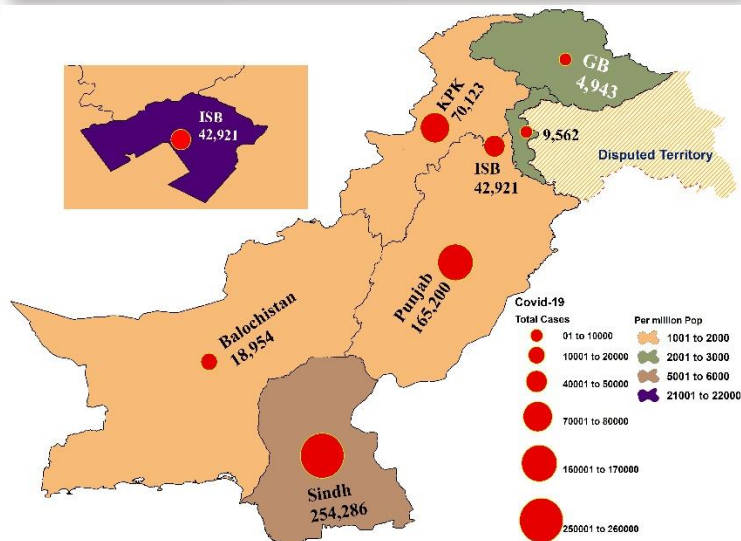 GB
4,943
KPK
70,123
ISB
42,921
9,562
Disputed Territory
ISB
42,921
Punjab
165,200
Balochistan
18,954
Sindh
254,286
Covid-19
Total Cases
01 to 10000
10001 to 20000
40001 to 50000
70001 to 80000
160001 to 170000
250001 to 260000
Per million Pop
1001 to 2000
2001 to 3000
5001 to 6000
21001 to 22000